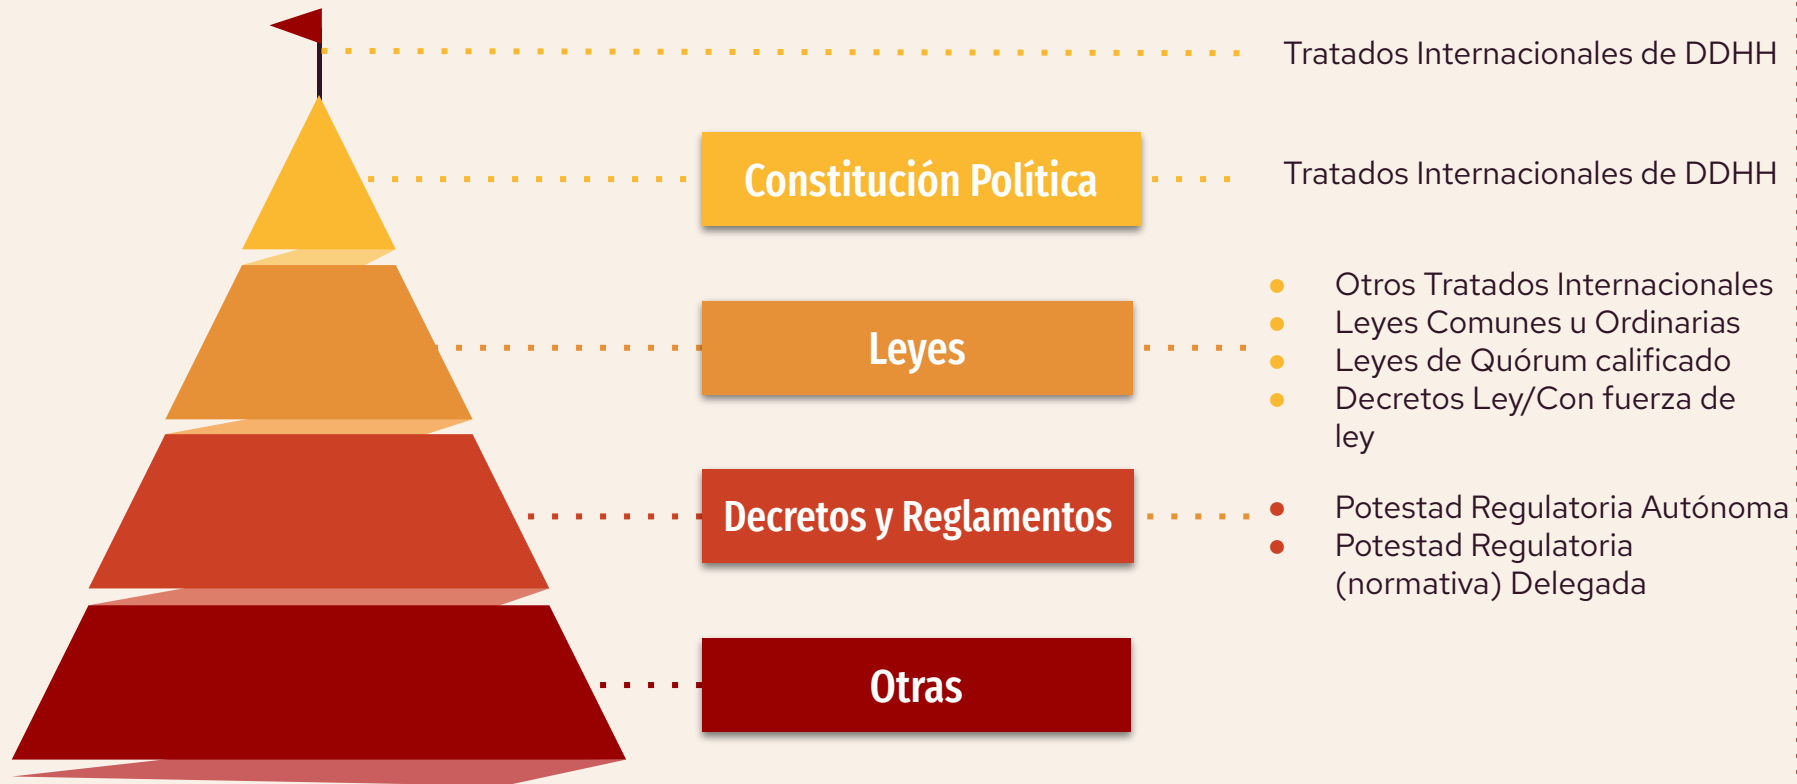 Tratados Internacionales de DDHH
Constitución Política
Tratados Internacionales de DDHH
Leyes
Otros Tratados Internacionales
Leyes Comunes u Ordinarias
Leyes de Quórum calificado
Decretos Ley/Con fuerza de
ley
Decretos y Reglamentos
Potestad Regulatoria Autónoma
Potestad Regulatoria
(normativa) Delegada
Otras